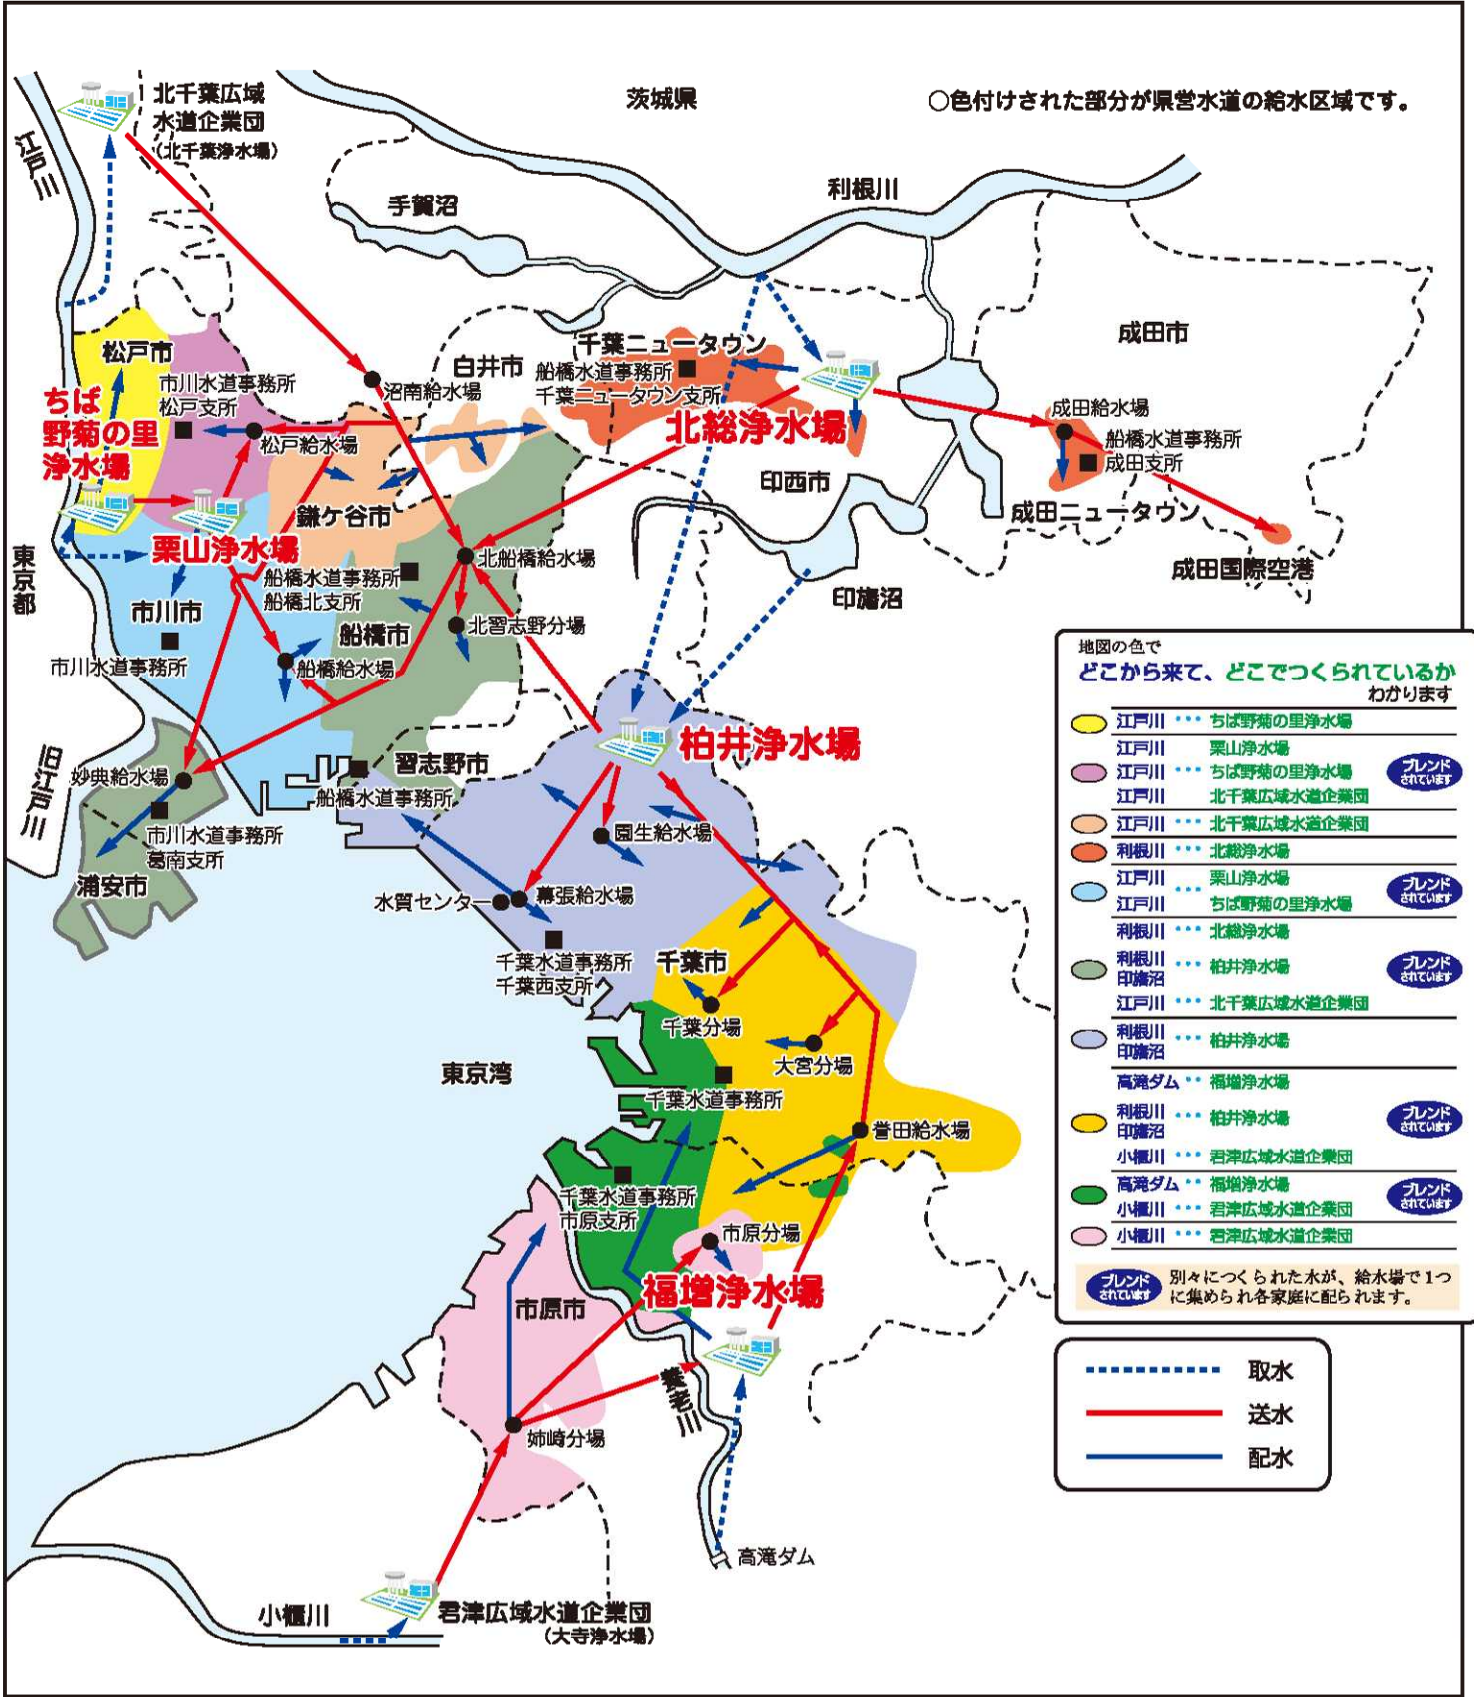 北千葉広域
水道企業団
(北千葉浄水場)
茨城県
○色付けされた部分が県営水道の給水区域です。
江戸川
手賀沼
利根川
成田市
松戸市
市川水道事務所
松戸支所
ちば
野菊の里
浄水場
松戸給水場
沼南給水場
白井市
千葉ニュータウン
船橋水道事務所
千葉ニュータウン支所
北総浄水場
成田給水場
船橋水道事務所
成田支所
印西市
成田ニュータウン
成田国際空港
鎌ケ谷市
栗山浄水場
東京都
船橋水道事務所
船橋北支所
北船橋給水場
印旛沼
市川市
市川水道事務所
船橋市
北習志野分場
船橋給水場
柏井浄水場
旧江戸川
妙典給水場
習志野市
船橋水道事務所
市川水道事務所
葛南支所
浦安市
園生給水場
水質センター
幕張給水場
千葉水道事務所
千葉西支所
千葉市
千葉分場
大宮分場
東京湾
千葉水道事務所
誉田給水場
千葉水道事務所
市原支所
市原分場
福増浄水場
市原市
養老川
姉崎分場
高滝ダム
小櫃川
君津広域水道企業団
(大寺浄水場)
地図の色で
どこから来て、どこでつくられているか
わかります
江戸川 ･･･ ちば野菊の里浄水場
江戸川 栗山浄水場
江戸川 ･･･ ちば野菊の里浄水場
江戸川 北千葉広域水道企業団
ブレンド
されています
江戸川 ･･･ 北千葉広域水道企業団
利根川 ･･･ 北総浄水場
江戸川 栗山浄水場
･･･
江戸川 ちば野菊の里浄水場
ブレンド
されています
利根川 ･･･ 北総浄水場
利根川
印旛沼 ･･･ 柏井浄水場
江戸川 ･･･ 北千葉広域水道企業団
ブレンド
されています
利根川
印旛沼 ･･･ 柏井浄水場
高滝ダム ･･ 福増浄水場
利根川
印旛沼 ･･･ 柏井浄水場
小櫃川 ･･･ 君津広域水道企業団
ブレンド
されています
高滝ダム ･･ 福増浄水場
小櫃川 ･･･ 君津広域水道企業団
ブレンド
されています
小櫃川 ･･･ 君津広域水道企業団
ブレンド
されています
別々につくられた水が、給水場で1つ
に集められ各家庭に配られます。
取水
送水
配水